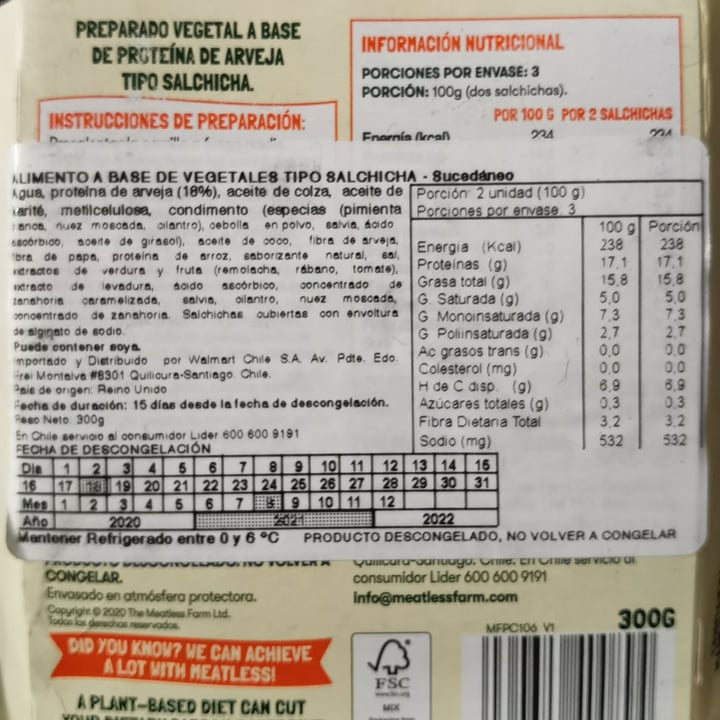 PREPARADO VEGETAL A BASE
DE PROTEÍNA DE ARVEJA
TIPO SALCHICHA.
INSTRUCCIONES DE PREPARACIÓN:
INFORMACIÓN NUTRICIONAL
PORCIONES POR ENVASE: 3
PORCIÓN: 100g (dos salchichas).
POR 100 G POR 2 SALCHICHAS
Energía (kcal) 234 234
ALIMENTO A BASE DE VEGETALES TIPO SALCHICHA - Sucedáneo
Agua, proteína de arveja (18%), aceite de colza, aceite de
karité, metilcelulosa, condimento (especias (pimienta
blanca, nuez moscada, cilantro), cebolla en polvo, salvia, ácido
ascórbico, aceite de girasol), aceite de coco, fibra de arveja,
fibra de papa, proteína de arroz, saborizante natural, sal,
extractos de verdura y fruta (remolacha, rábano, tomate),
extracto de levadura, ácido ascórbico, concentrado de
zanahoria caramelizada, salvia, cilantro, nuez moscada,
concentrado de zanahoria. Salchichas cubiertas con envoltura
de alginato de sodio.
Puede contener soya.
Importado y Distribuido por Walmart Chile S.A. Av. Pdte. Edo.
Frei Montalva #8301 Quilicura-Santiago. Chile.
País de origen: Reino Unido
Fecha de duración: 15 días desde la fecha de descongelación.
Peso Neto: 300g
En Chile servicio al consumidor Lider 600 600 9191
Porción: 2 unidad (100 g)
Porciones por envase: 3
100 g Porción
Energía (Kcal) 238 238
Proteínas (g) 17,1 17,1
Grasa total (g) 15,8 15,8
G. Saturada (g) 5,0 5,0
G. Monoinsaturada (g) 7,3 7,3
G. Poliinsaturada (g) 2,7 2,7
Ac grasos trans (g) 0,0 0,0
Colesterol (mg) 0,0 0,0
H de C disp. (g) 6,9 6,9
Azúcares totales (g) 0,3 0,3
Fibra Dietaria Total 3,2 3,2
Sodio (mg) 532 532
FECHA DE DESCONGELACIÓN
Día 1 2 3 4 5 6 7 8 9 10 11 12 13 14 15
16 17 18 19 20 21 22 23 24 25 26 27 28 29 30 31
Mes 1 2 3 4 5 6 7 8 9 10 11 12
Año 2020 2021 2022
Mantener Refrigerado entre 0 y 6 °C PRODUCTO DESCONGELADO, NO VOLVER A CONGELAR
PRODUCTO DESCONGELADO, NO VOLVER A
CONGELAR.
Envasado en atmósfera protectora.
Copyright © 2020 The Meatless Farm Ltd.
Todos los derechos reservados.
Quilicura-Santiago. Chile. En Chile servicio al
consumidor Lider 600 600 9191
info@meatlessfarm.com
300G
MFPC106 V1
DID YOU KNOW? WE CAN ACHIEVE
A LOT WITH MEATLESS!
A PLANT-BASED DIET CAN CUT
FSC
MIX